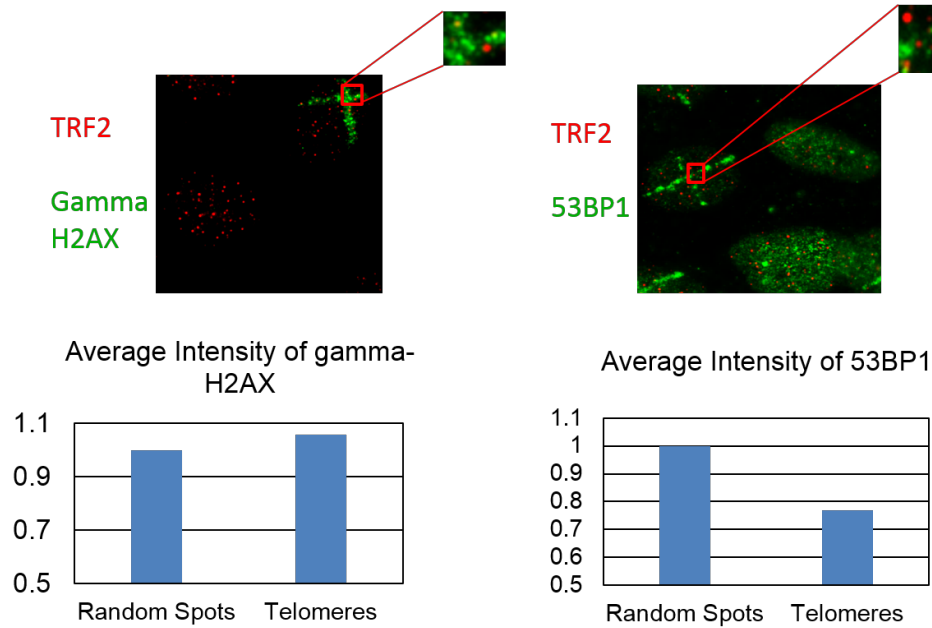 TRF2
Gamma
H2AX
TRF2
53BP1
Average Intensity of gamma-
H2AX
1.1
0.9
0.7
0.5
Random Spots
Telomeres
Average Intensity of 53BP1
1.1
1
0.9
0.8
0.7
0.6
0.5
Random Spots
Telomeres